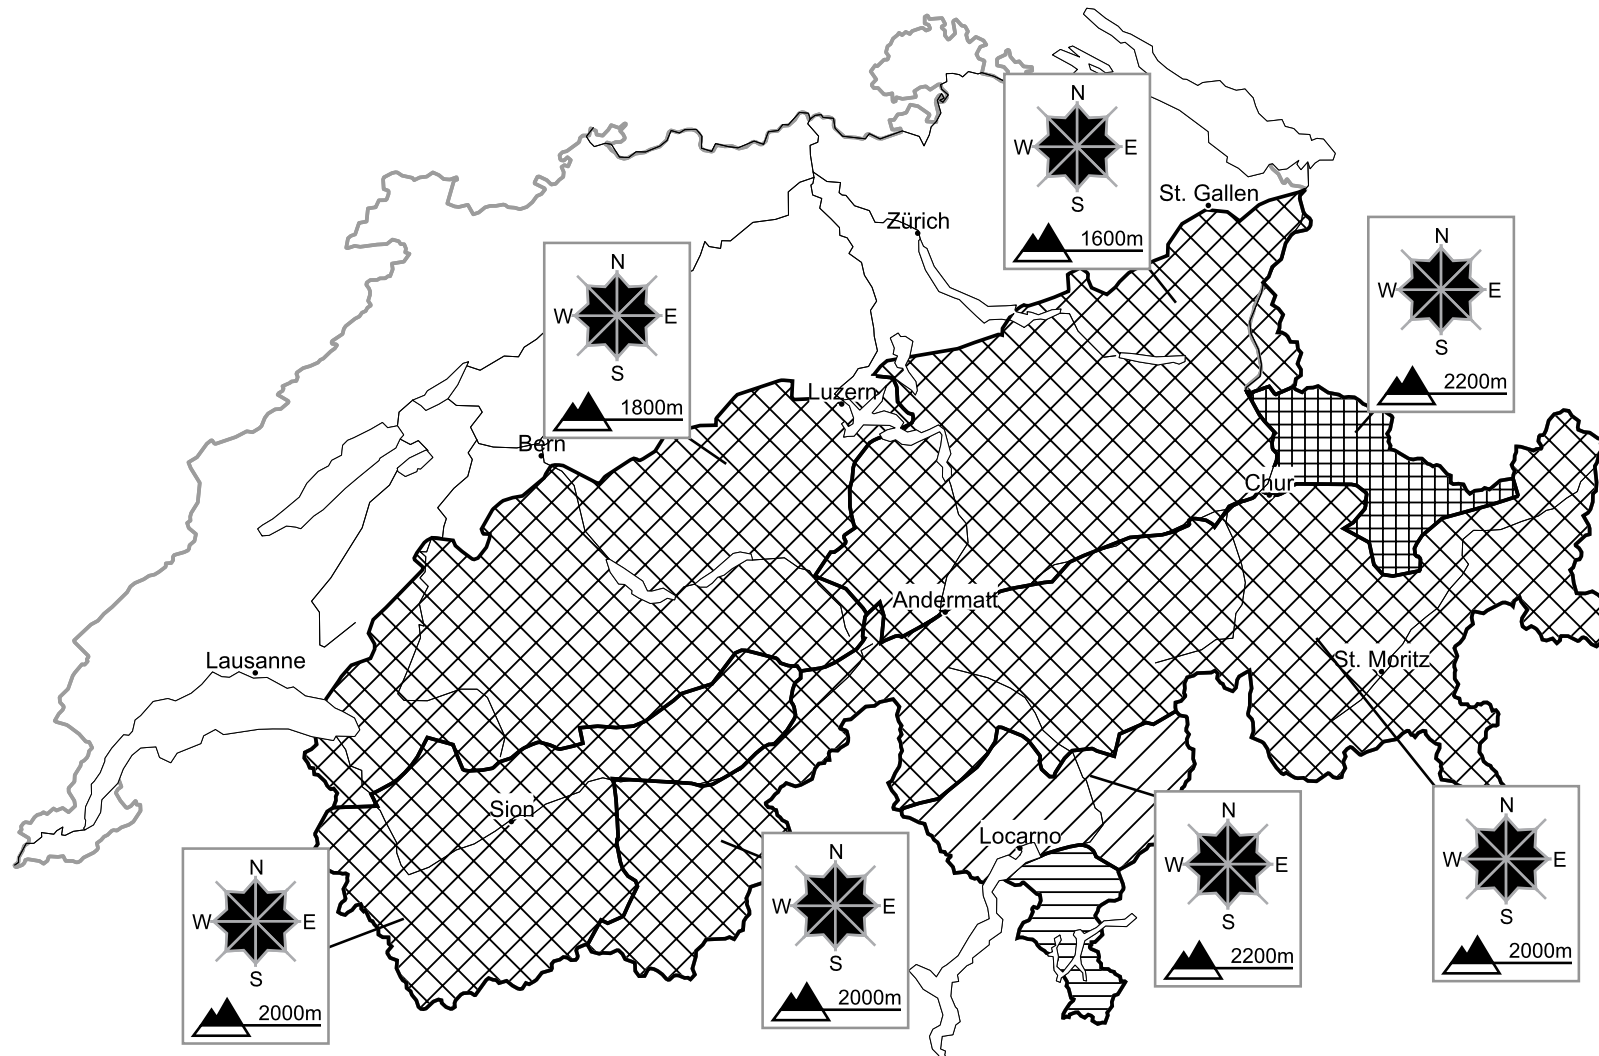 N
W E
S
1600m
St. Gallen
Zürich
N
W E
S
2200m
N
W E
S
1800m
Luzern
Bern
Chur
Andermatt
Lausanne
St. Moritz
Sion
Locarno
N
W E
S
2000m
N
W E
S
2000m
N
W E
S
2200m
N
W E
S
2000m